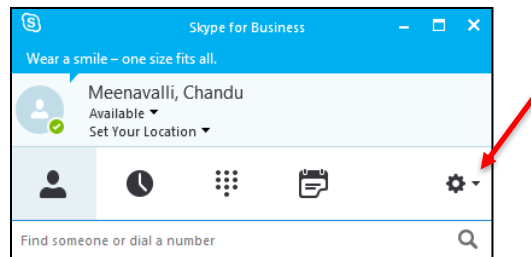 Skype for Business
Wear a smile – one size fits all.
Meenavalli, Chandu
Available
Set Your Location
Find someone or dial a number